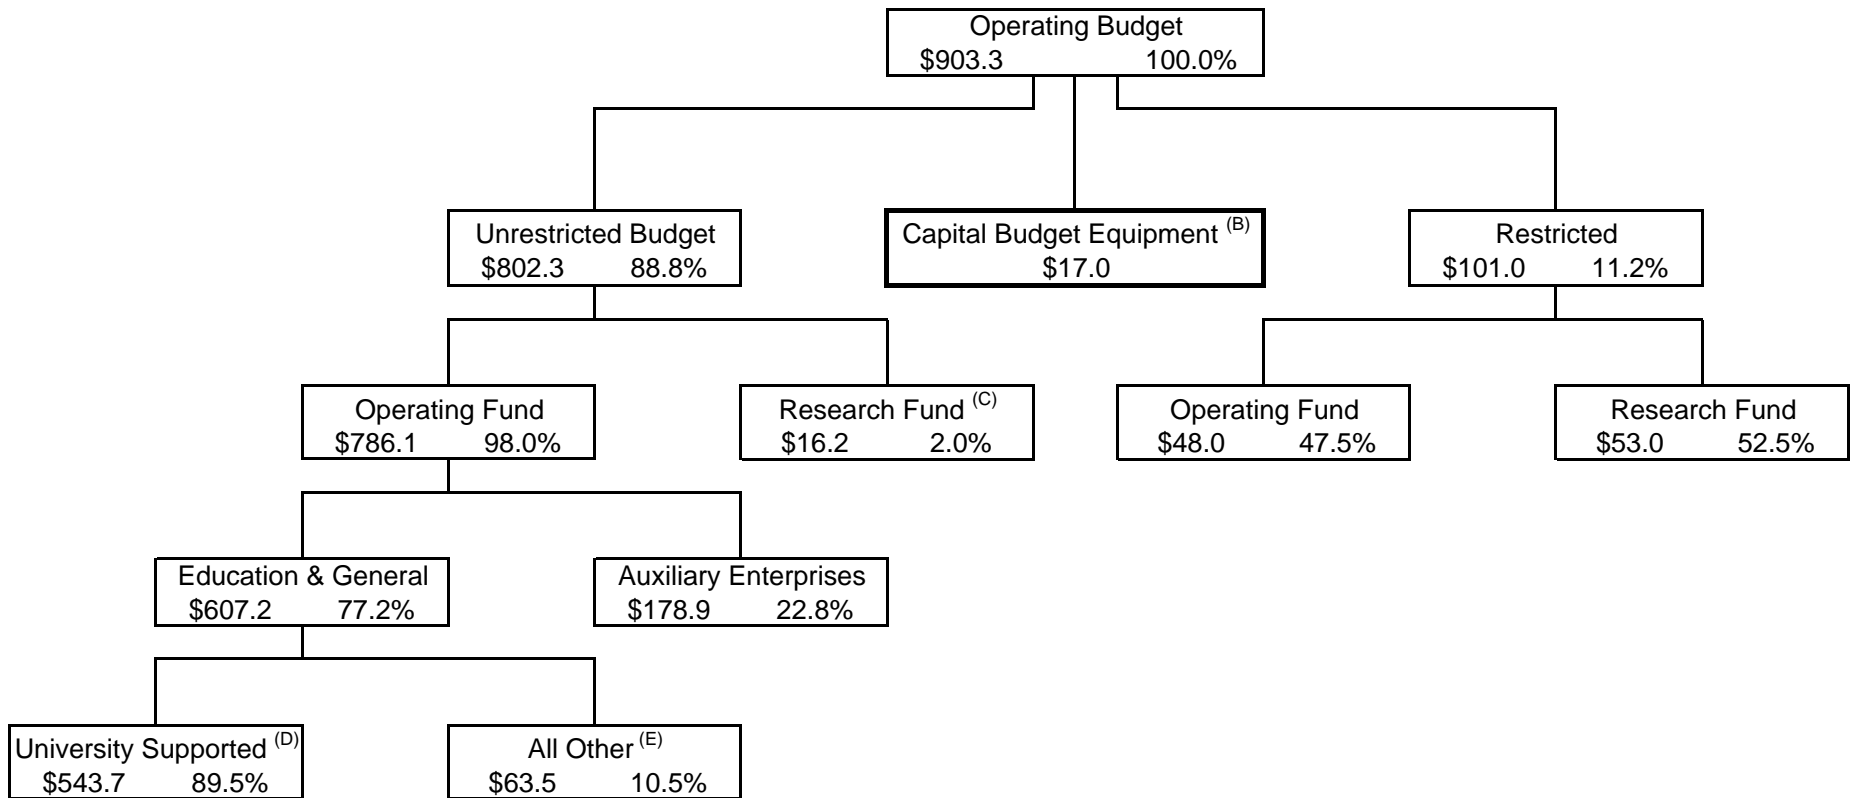 Operating Budget
$903.3 100.0%
Unrestricted Budget
$802.3 88.8%
Capital Budget Equipment (B)
$17.0
Restricted
$101.0 11.2%
Operating Fund
$786.1 98.0%
Research Fund (C)
$16.2 2.0%
Operating Fund
$48.0 47.5%
Research Fund
$53.0 52.5%
Education & General
$607.2 77.2%
Auxiliary Enterprises
$178.9 22.8%
University Supported (D)
$543.7 89.5%
All Other (E)
$63.5 10.5%